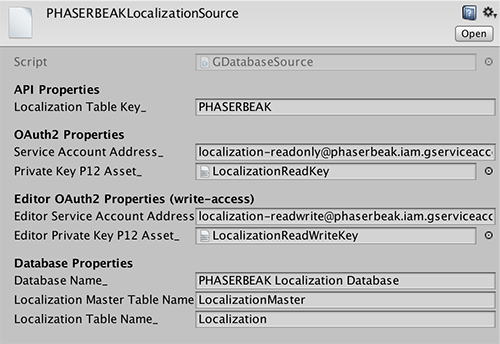 PHASERBEAKLocalizationSource
Open
Script GDatabaseSource
API Properties
Localization Table Key_ PHASERBEAK
OAuth2 Properties
Service Account Address_ localization-readonly@phaserbeak.iam.gserviceacc
Private Key P12 Asset_ LocalizationReadKey
Editor OAuth2 Properties (write-access)
Editor Service Account Address localization-readwrite@phaserbeak.iam.gserviceacc
Editor Private Key P12 Asset_ LocalizationReadWriteKey
Database Properties
Database Name_ PHASERBEAK Localization Database
Localization Master Table Name LocalizationMaster
Localization Table Name_ Localization